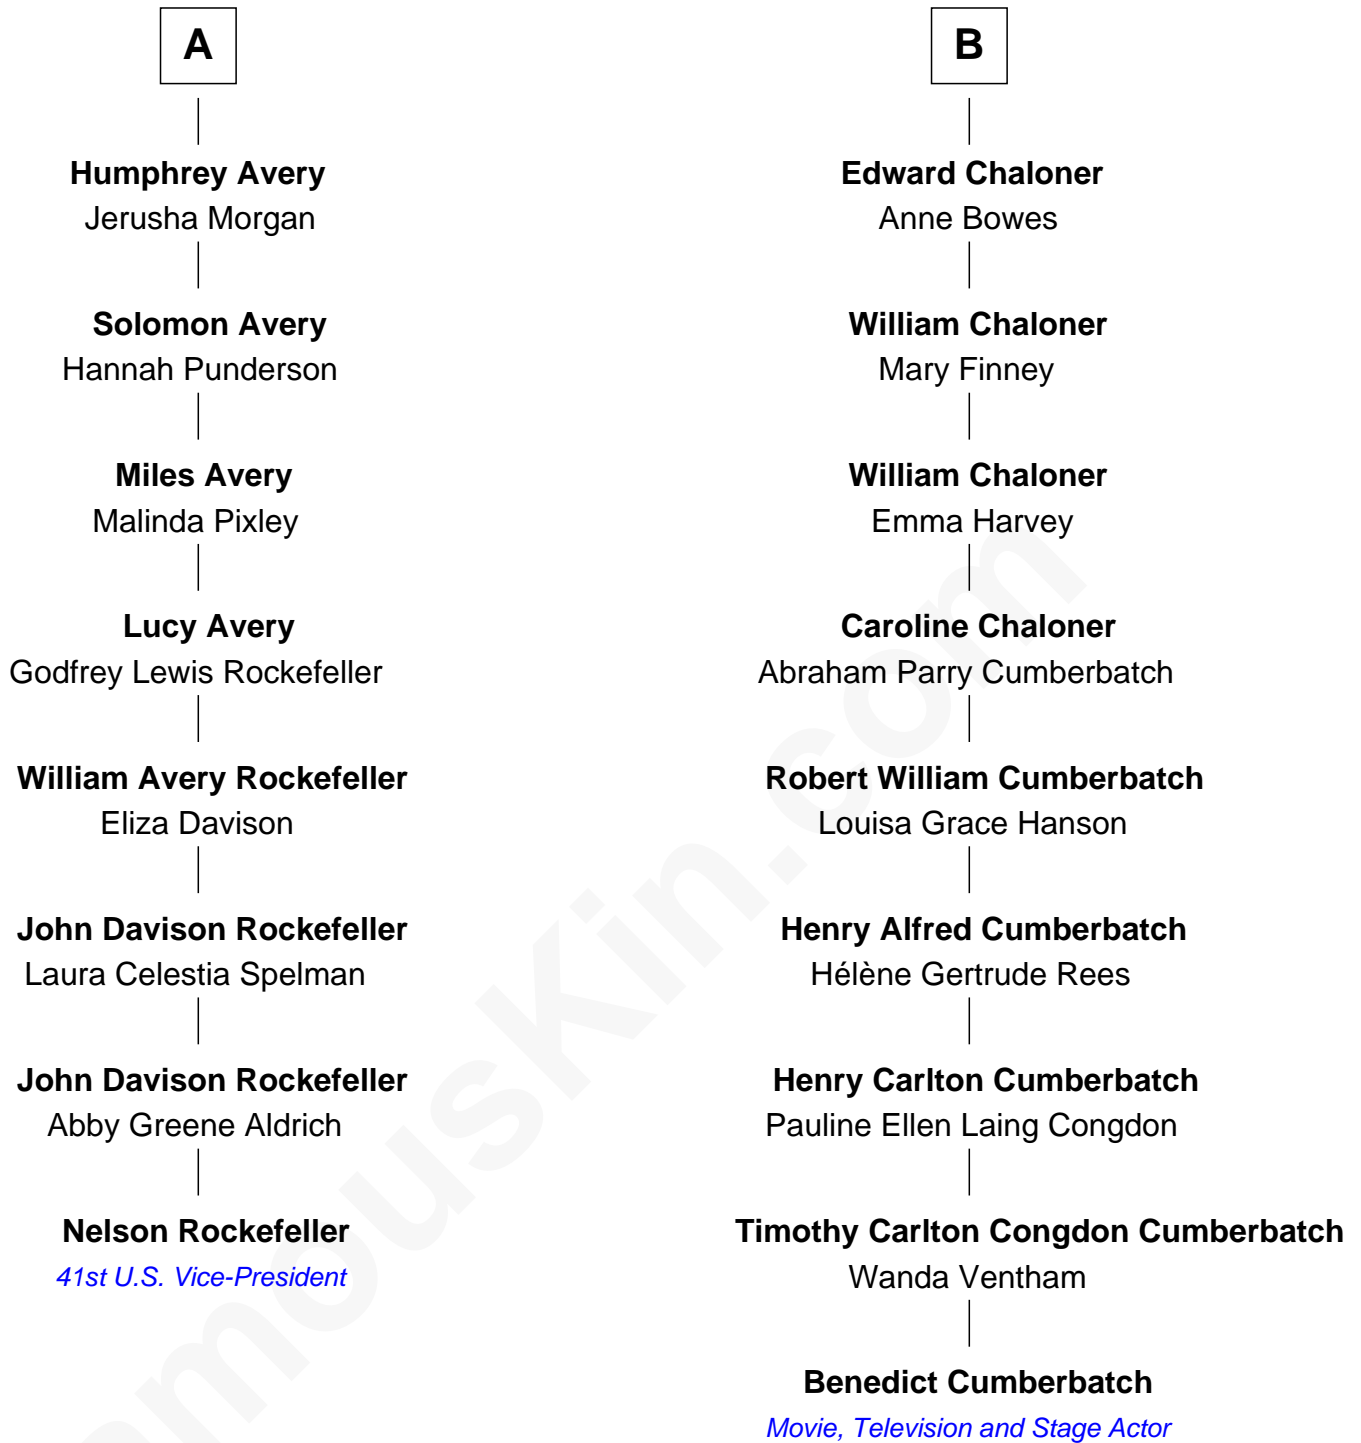 A
Humphrey Avery
Jerusha Morgan
Solomon Avery
Hannah Punderson
Miles Avery
Malinda Pixley
Lucy Avery
Godfrey Lewis Rockefeller
William Avery Rockefeller
Eliza Davison
John Davison Rockefeller
Laura Celestia Spelman
John Davison Rockefeller
Abby Greene Aldrich
Nelson Rockefeller
41st U.S. Vice-President
B
Edward Chaloner
Anne Bowes
William Chaloner
Mary Finney
William Chaloner
Emma Harvey
Caroline Chaloner
Abraham Parry Cumberbatch
Robert William Cumberbatch
Louisa Grace Hanson
Henry Alfred Cumberbatch
Hélène Gertrude Rees
Henry Carlton Cumberbatch
Pauline Ellen Laing Congdon
Timothy Carlton Congdon Cumberbatch
Wanda Ventham
Benedict Cumberbatch
Movie, Television and Stage Actor
amouskin.com